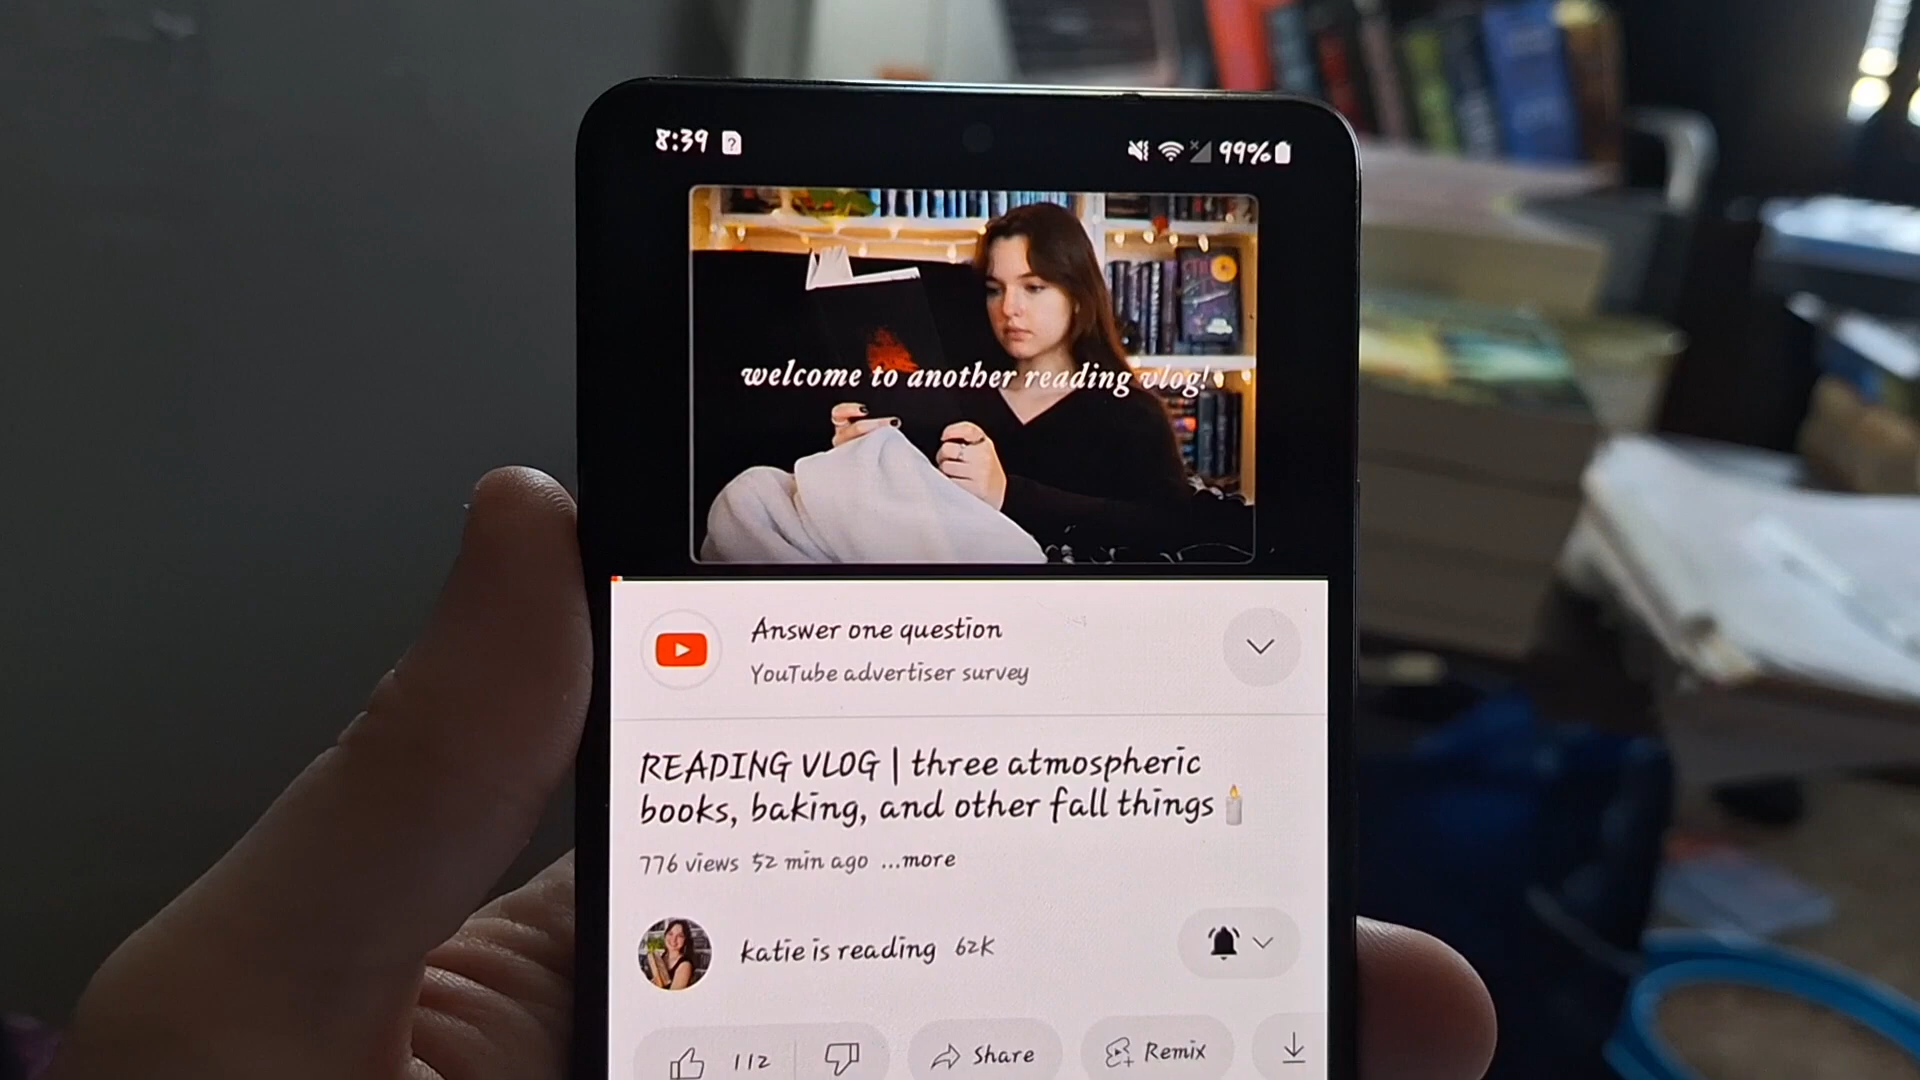 8:39
99%
welcome to another reading vlog!
Answer one question
YouTube advertiser survey
READING VLOG | three atmospheric
books, baking, and other fall things
776 views 52 min ago ...more
katie is reading 62K
112 Share Remix